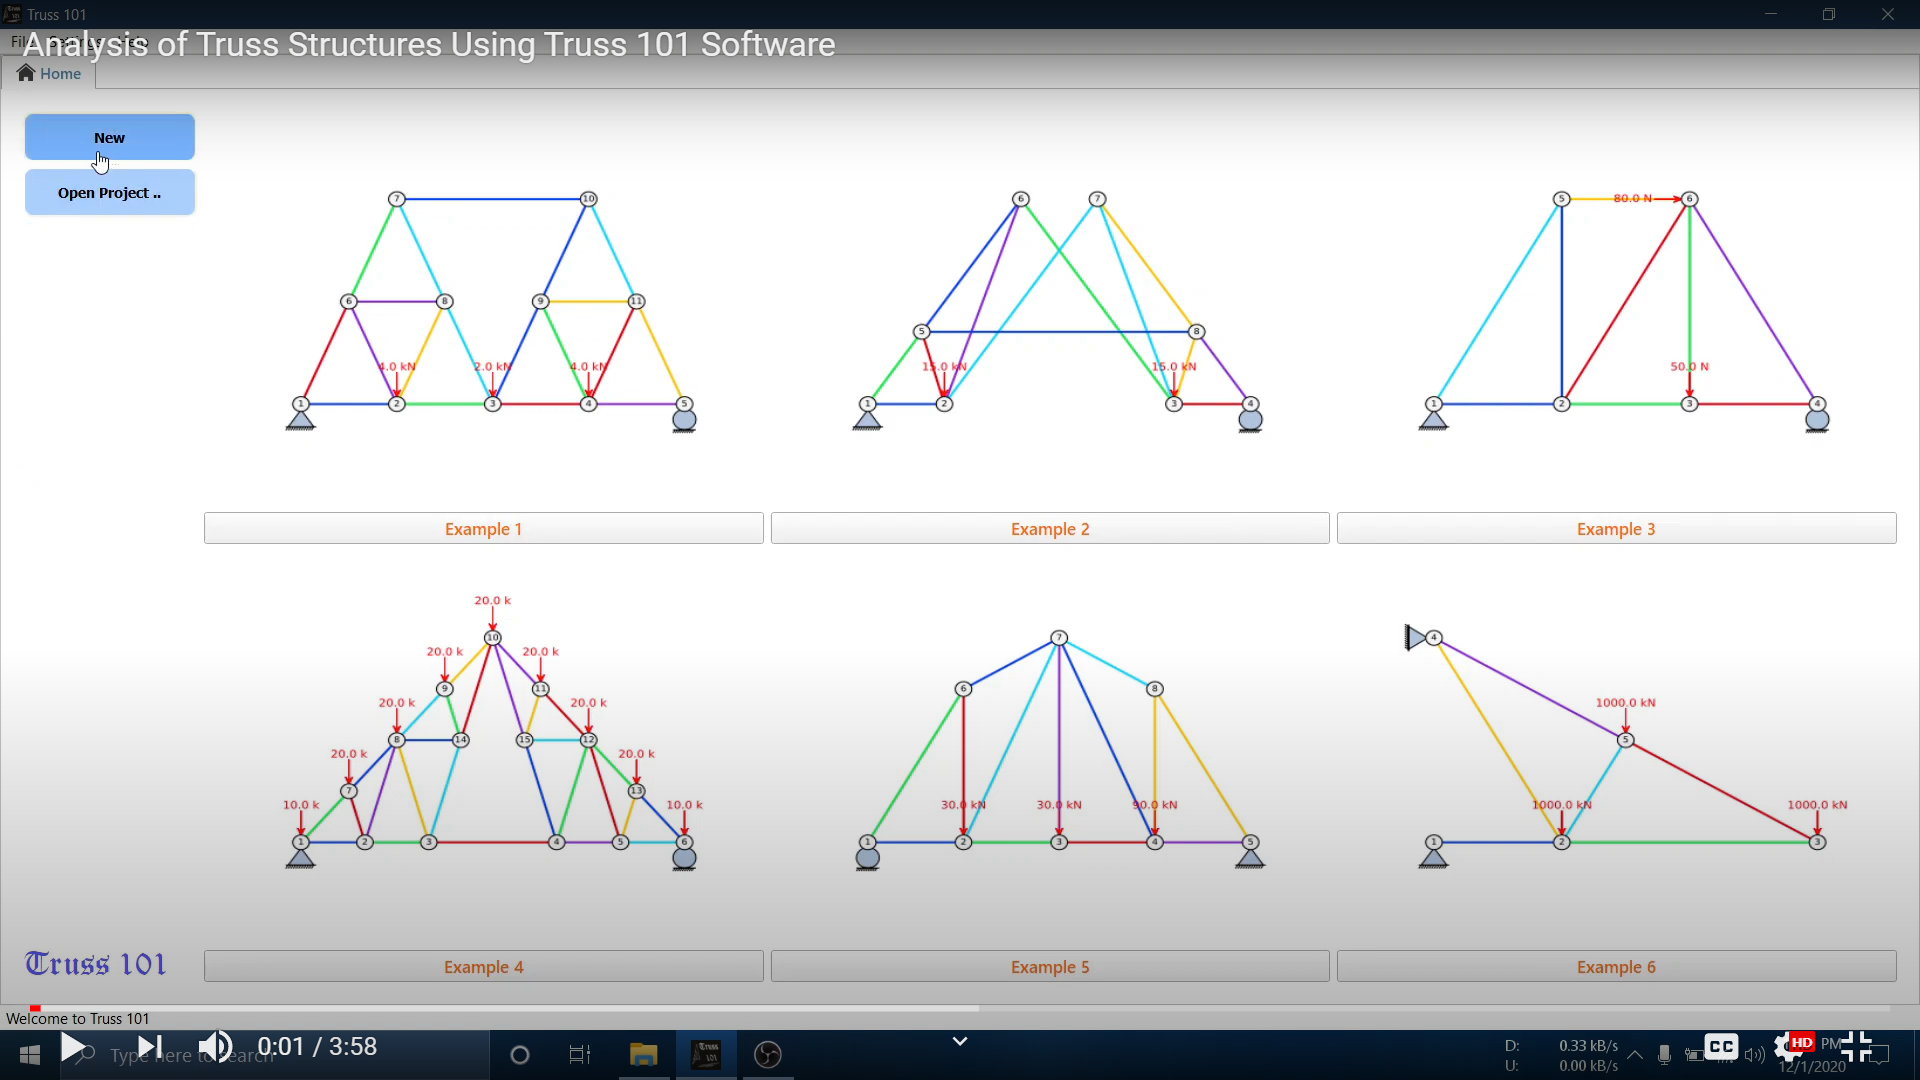 Truss 101
Analysis of Truss Structures Using Truss 101 Software
Home
New
Open Project ..
7
10
6
8
9
11
4.0 kN
2.0 kN
4.0 kN
1
2
3
4
5
6
7
5
8
15.0 kN
15.0 kN
1
2
3
4
5
80.0 N
6
50.0 N
1
2
3
4
Example 1
Example 2
Example 3
20.0 k
10
20.0 k
20.0 k
9
11
20.0 k
20.0 k
8
14
15
12
20.0 k
20.0 k
7
13
10.0 k
10.0 k
1
2
3
4
5
6
7
6
8
30.0 kN
30.0 kN
90.0 kN
1
2
3
4
5
4
1000.0 kN
5
1000.0 kN
1000.0 kN
1
2
3
Truss 101
Example 4
Example 5
Example 6
Welcome to Truss 101
Type here to search
0:01 / 3:58
D: 0.33 kB/s
U: 0.00 kB/s
CC
HD
PM
12/1/2020